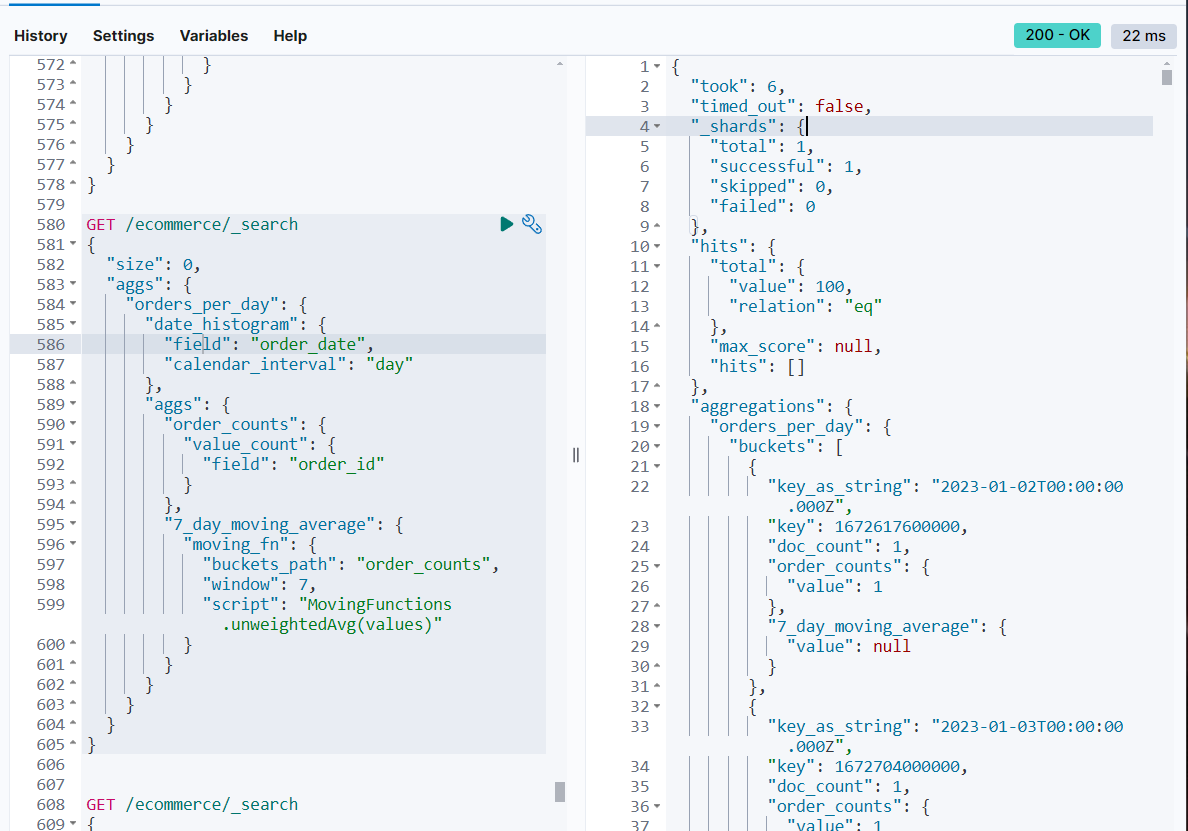 History Settings Variables Help
200 - OK 22 ms
572 }
573 }
574 }
575 }
576 }
577 }
578 }
579
580 GET /ecommerce/_search
581 {
582 "size": 0,
583 "aggs": {
584 "orders_per_day": {
585 "date_histogram": {
586 "field": "order_date",
587 "calendar_interval": "day"
588 },
589 "aggs": {
590 "order_counts": {
591 "value_count": {
592 "field": "order_id"
593 }
594 },
595 "7_day_moving_average": {
596 "moving_fn": {
597 "buckets_path": "order_counts",
598 "window": 7,
599 "script": "MovingFunctions
.unweightedAvg(values)"
600 }
601 }
602 }
603 }
604 }
605 }
606
607
608 GET /ecommerce/_search
609 {
1 {
2 "took": 6,
3 "timed_out": false,
4 "_shards": {
5 "total": 1,
6 "successful": 1,
7 "skipped": 0,
8 "failed": 0
9 },
10 "hits": {
11 "total": {
12 "value": 100,
13 "relation": "eq"
14 },
15 "max_score": null,
16 "hits": []
17 },
18 "aggregations": {
19 "orders_per_day": {
20 "buckets": [
21 {
22 "key_as_string": "2023-01-02T00:00:00
.000Z",
23 "key": 1672617600000,
24 "doc_count": 1,
25 "order_counts": {
26 "value": 1
27 },
28 "7_day_moving_average": {
29 "value": null
30 }
31 },
32 {
33 "key_as_string": "2023-01-03T00:00:00
.000Z",
34 "key": 1672704000000,
35 "doc_count": 1,
36 "order_counts": {
37 "value": 1